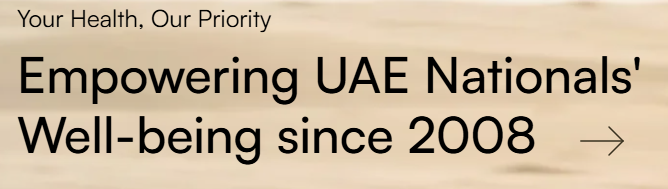 Your Health, Our Priority
Empowering UAE Nationals'
Well-being since 2008